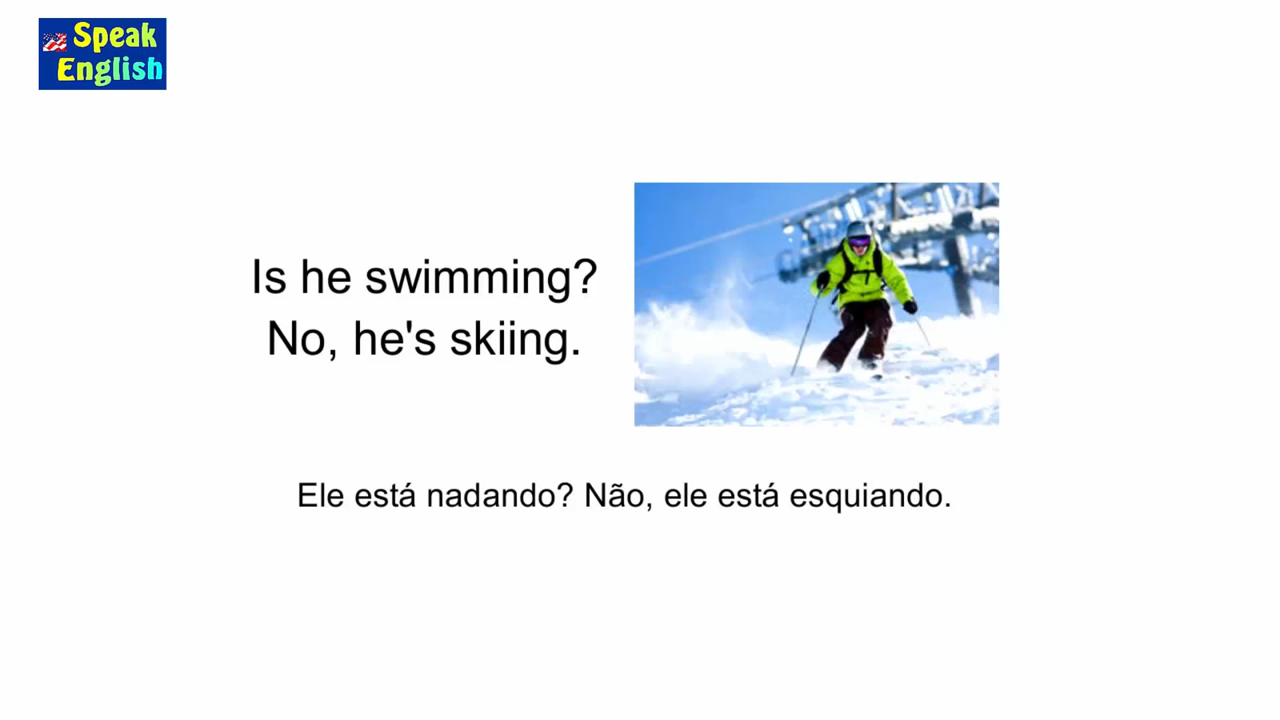 Speak
English
Is he swimming?
No, he's skiing.
Ele está nadando? Não, ele está esquiando.